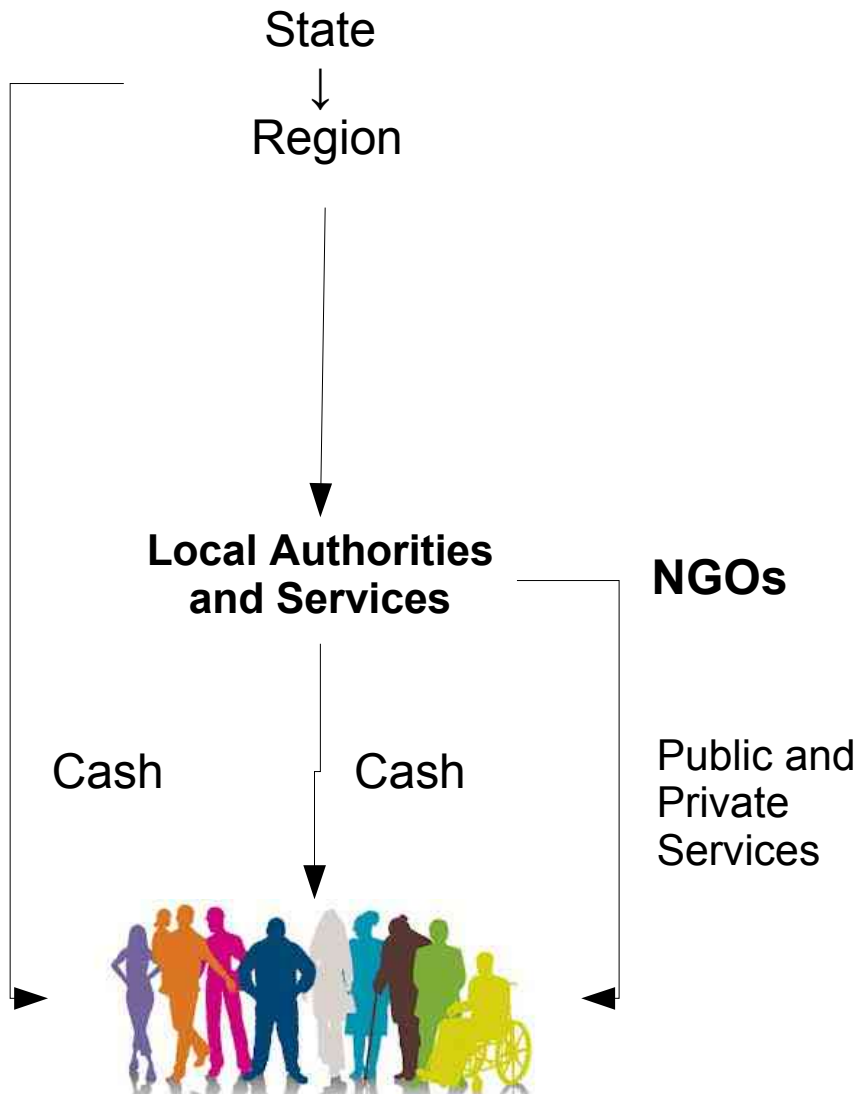 State
↓
Region
Local Authorities
and Services
NGOs
Cash
Cash
Public and
Private
Services